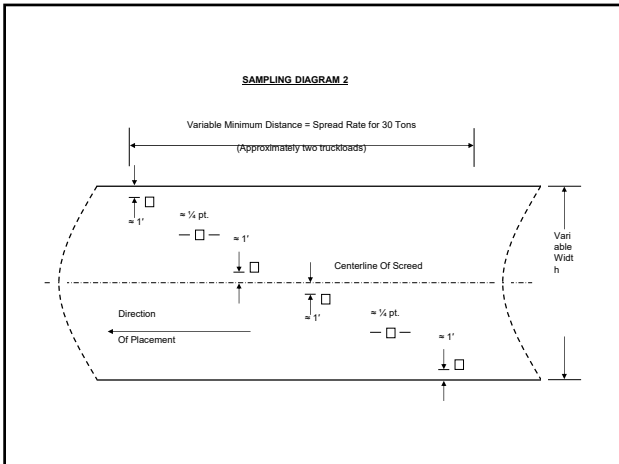 SAMPLING DIAGRAM 2
Variable Minimum Distance = Spread Rate for 30 Tons
(Approximately two truckloads)
≈ 1'
≈ ¼ pt.
≈ 1'
Centerline Of Screed
Vari
able
Widt
h
Direction
Of Placement
≈ 1'
≈ ¼ pt.
≈ 1'